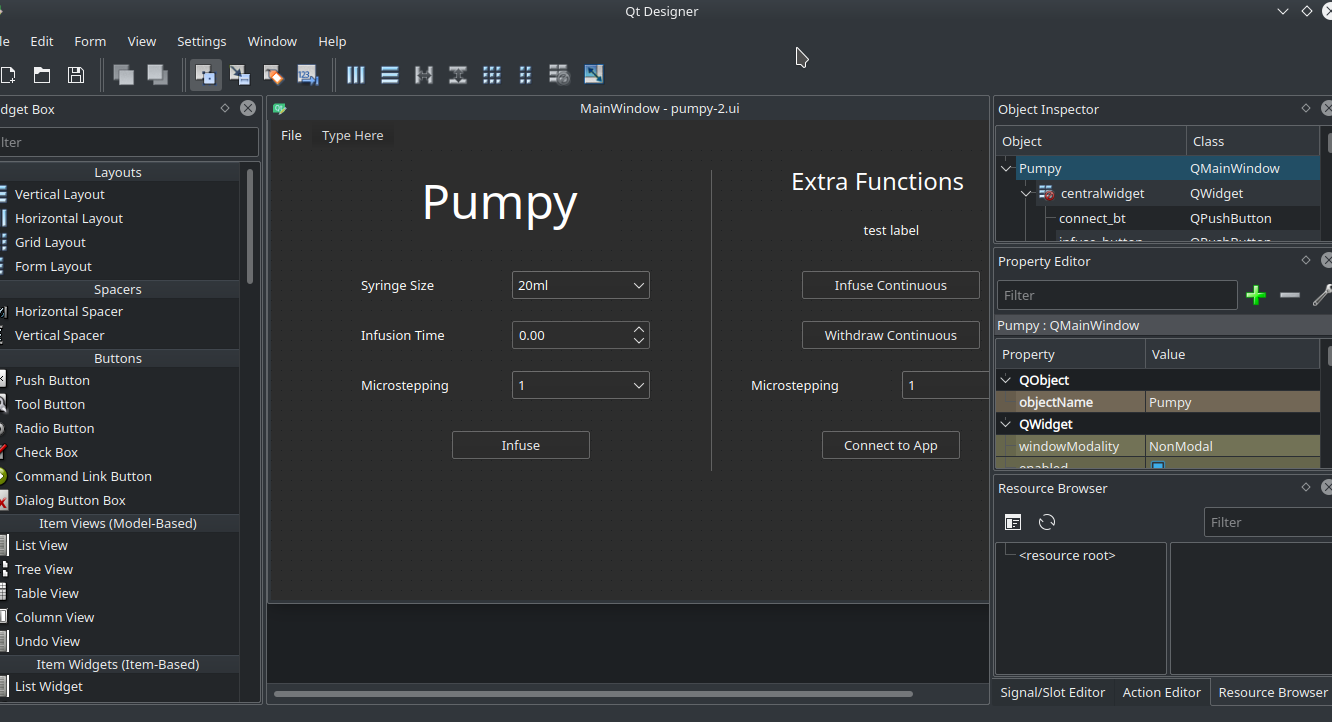 Qt Designer
le Edit Form View Settings Window Help
dget Box
lter
Layouts
Vertical Layout
Horizontal Layout
Grid Layout
Form Layout
Spacers
Horizontal Spacer
Vertical Spacer
Buttons
Push Button
Tool Button
Radio Button
Check Box
Command Link Button
Dialog Button Box
Item Views (Model-Based)
List View
Tree View
Table View
Column View
Undo View
Item Widgets (Item-Based)
List Widget
MainWindow - pumpy-2.ui
File Type Here
Pumpy
Syringe Size 20ml
Infusion Time 0.00
Microstepping 1
Infuse
Extra Functions
test label
Infuse Continuous
Withdraw Continuous
Microstepping 1
Connect to App
Object Inspector
Object Class
Pumpy QMainWindow
centralwidget QWidget
connect_bt QPushButton
infuse_button QPushButton
Property Editor
Filter
Pumpy : QMainWindow
Property Value
QObject
objectName Pumpy
QWidget
windowModality NonModal
enabled
Resource Browser
Filter
<resource root>
Signal/Slot Editor Action Editor Resource Browser